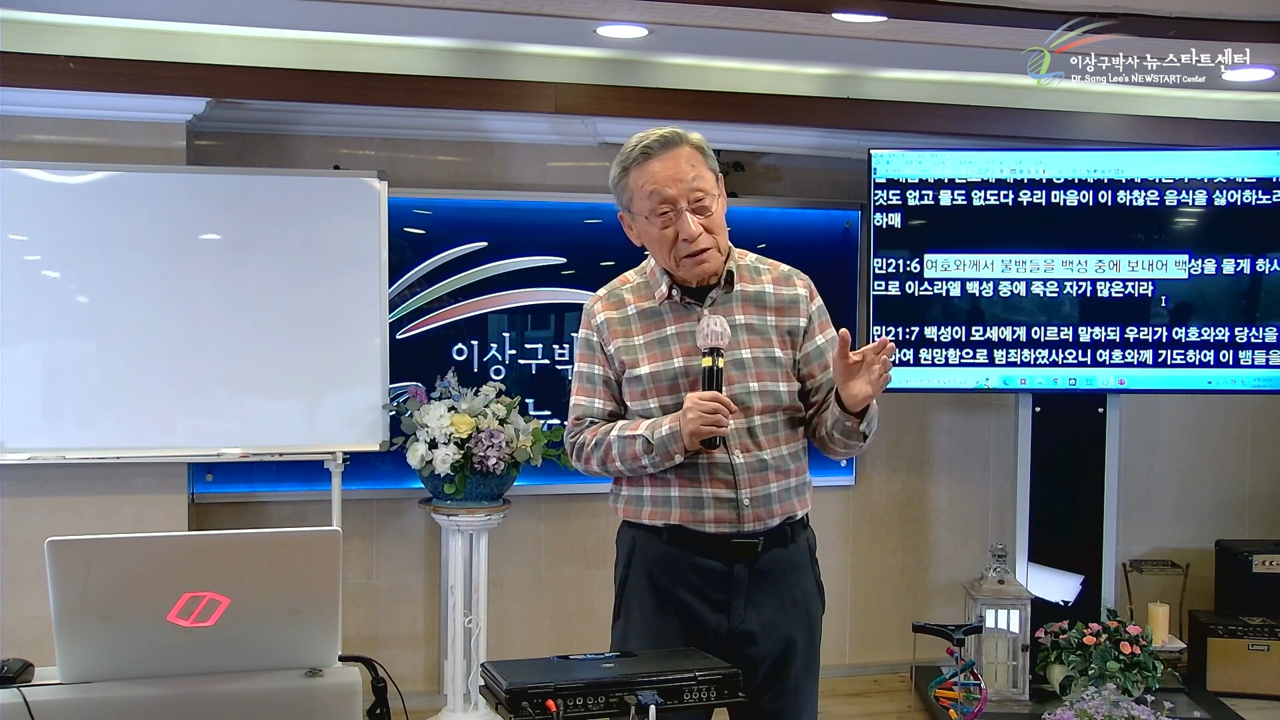 이상구박사 뉴스타트센터
Dr. Sang Lee's NEWSTART Center
것도 없고 물도 없도다 우리 마음이 이 하찮은 음식을 싫어하노라
하매
민21:6 여호와께서 불뱀들을 백성 중에 보내어 백성을 물게 하시
므로 이스라엘 백성 중에 죽은 자가 많은지라
민21:7 백성이 모세에게 이르러 말하되 우리가 여호와와 당신을
하여 원망함으로 범죄하였사오니 여호와께 기도하여 이 뱀들을
이상구박
뉴
Laney